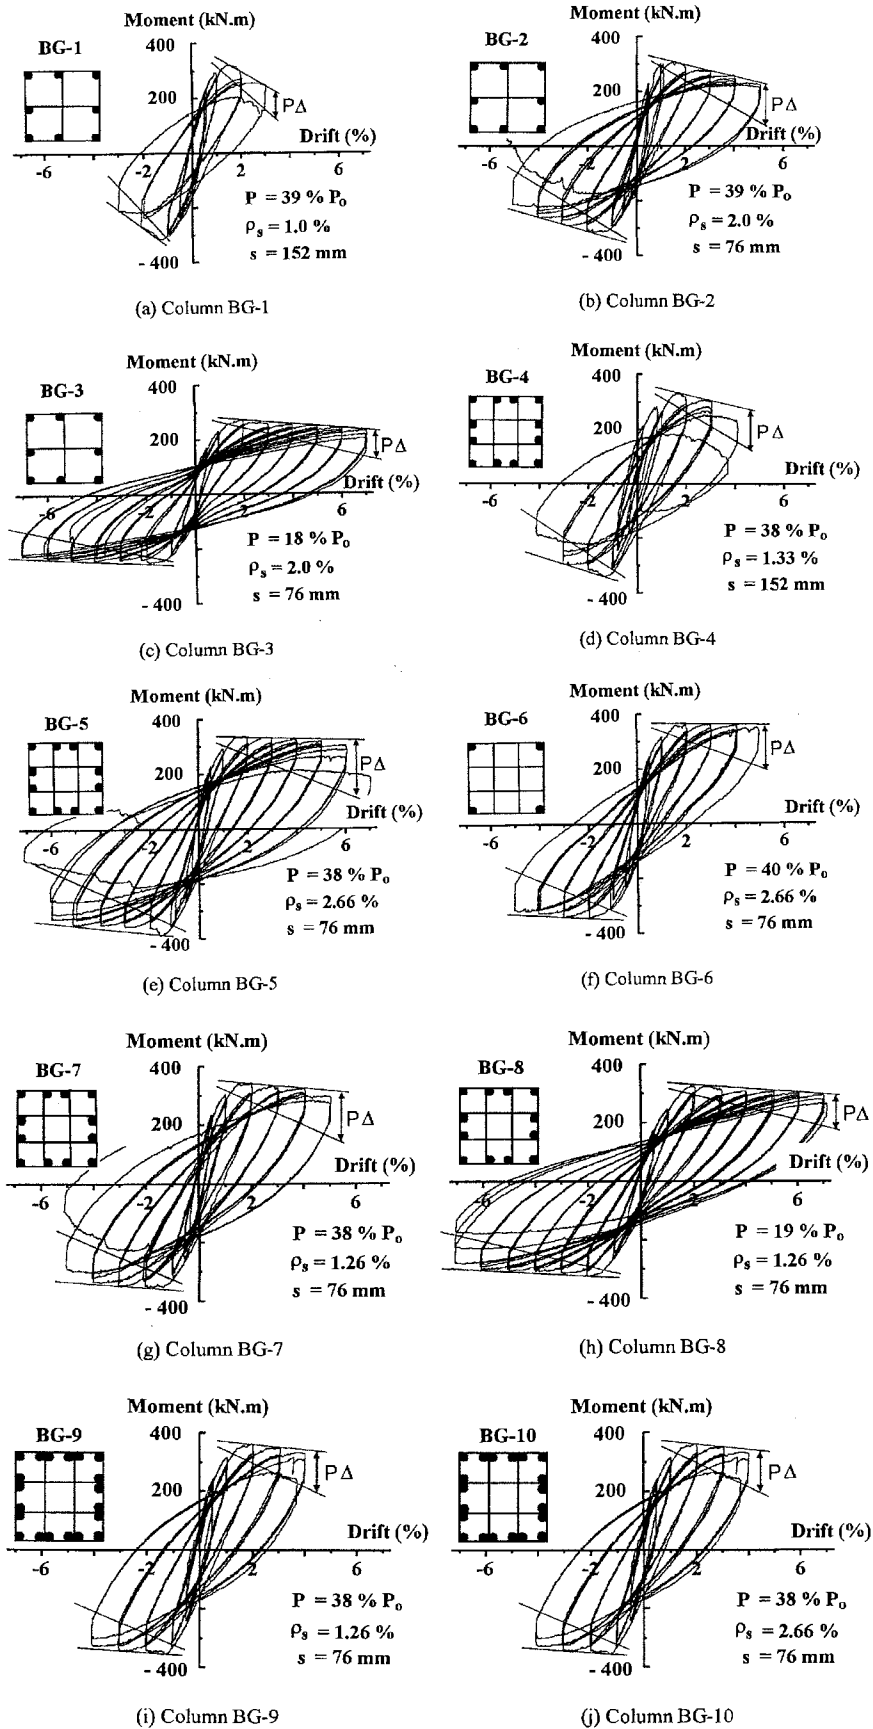 Moment (kN.m)
BG-1
400
200
PΔ
Drift (%)
-6
-2
2
6
P = 39 % Po
ρs = 1.0 %
s = 152 mm
- 400
(a) Column BG-1
Moment (kN.m)
BG-2
400
200
PΔ
Drift (%)
-6
-2
2
6
P = 39 % Po
ρs = 2.0 %
s = 76 mm
- 400
(b) Column BG-2
Moment (kN.m)
BG-3
400
200
PΔ
Drift (%)
-6
-2
2
6
P = 18 % Po
ρs = 2.0 %
s = 76 mm
- 400
(c) Column BG-3
Moment (kN.m)
BG-4
400
200
PΔ
Drift (%)
-6
-2
2
6
P = 38 % Po
ρs = 1.33 %
s = 152 mm
- 400
(d) Column BG-4
Moment (kN.m)
BG-5
400
200
PΔ
Drift (%)
-6
-2
2
6
P = 38 % Po
ρs = 2.66 %
s = 76 mm
- 400
(e) Column BG-5
Moment (kN.m)
BG-6
400
200
PΔ
Drift (%)
-6
-2
2
6
P = 40 % Po
ρs = 2.66 %
s = 76 mm
- 400
(f) Column BG-6
Moment (kN.m)
BG-7
400
200
PΔ
Drift (%)
-6
-2
2
6
P = 38 % Po
ρs = 1.26 %
s = 76 mm
- 400
(g) Column BG-7
Moment (kN.m)
BG-8
400
200
PΔ
Drift (%)
-6
-2
2
6
P = 19 % Po
ρs = 1.26 %
s = 76 mm
- 400
(h) Column BG-8
Moment (kN.m)
BG-9
400
200
PΔ
Drift (%)
-6
-2
2
6
P = 38 % Po
ρs = 1.26 %
s = 76 mm
- 400
(i) Column BG-9
Moment (kN.m)
BG-10
400
200
PΔ
Drift (%)
-6
-2
2
6
P = 38 % Po
ρs = 2.66 %
s = 76 mm
- 400
(j) Column BG-10